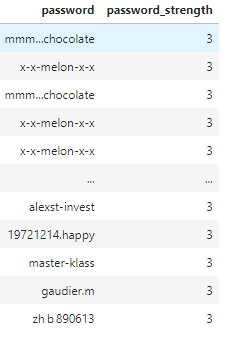 password password_strength
mmm...chocolate 3
x-x-melon-x-x 3
mmm...chocolate 3
x-x-melon-x-x 3
x-x-melon-x-x 3
... ...
alexst-invest 3
19721214.happy 3
master-klass 3
gaudier.m 3
zh b 890613 3